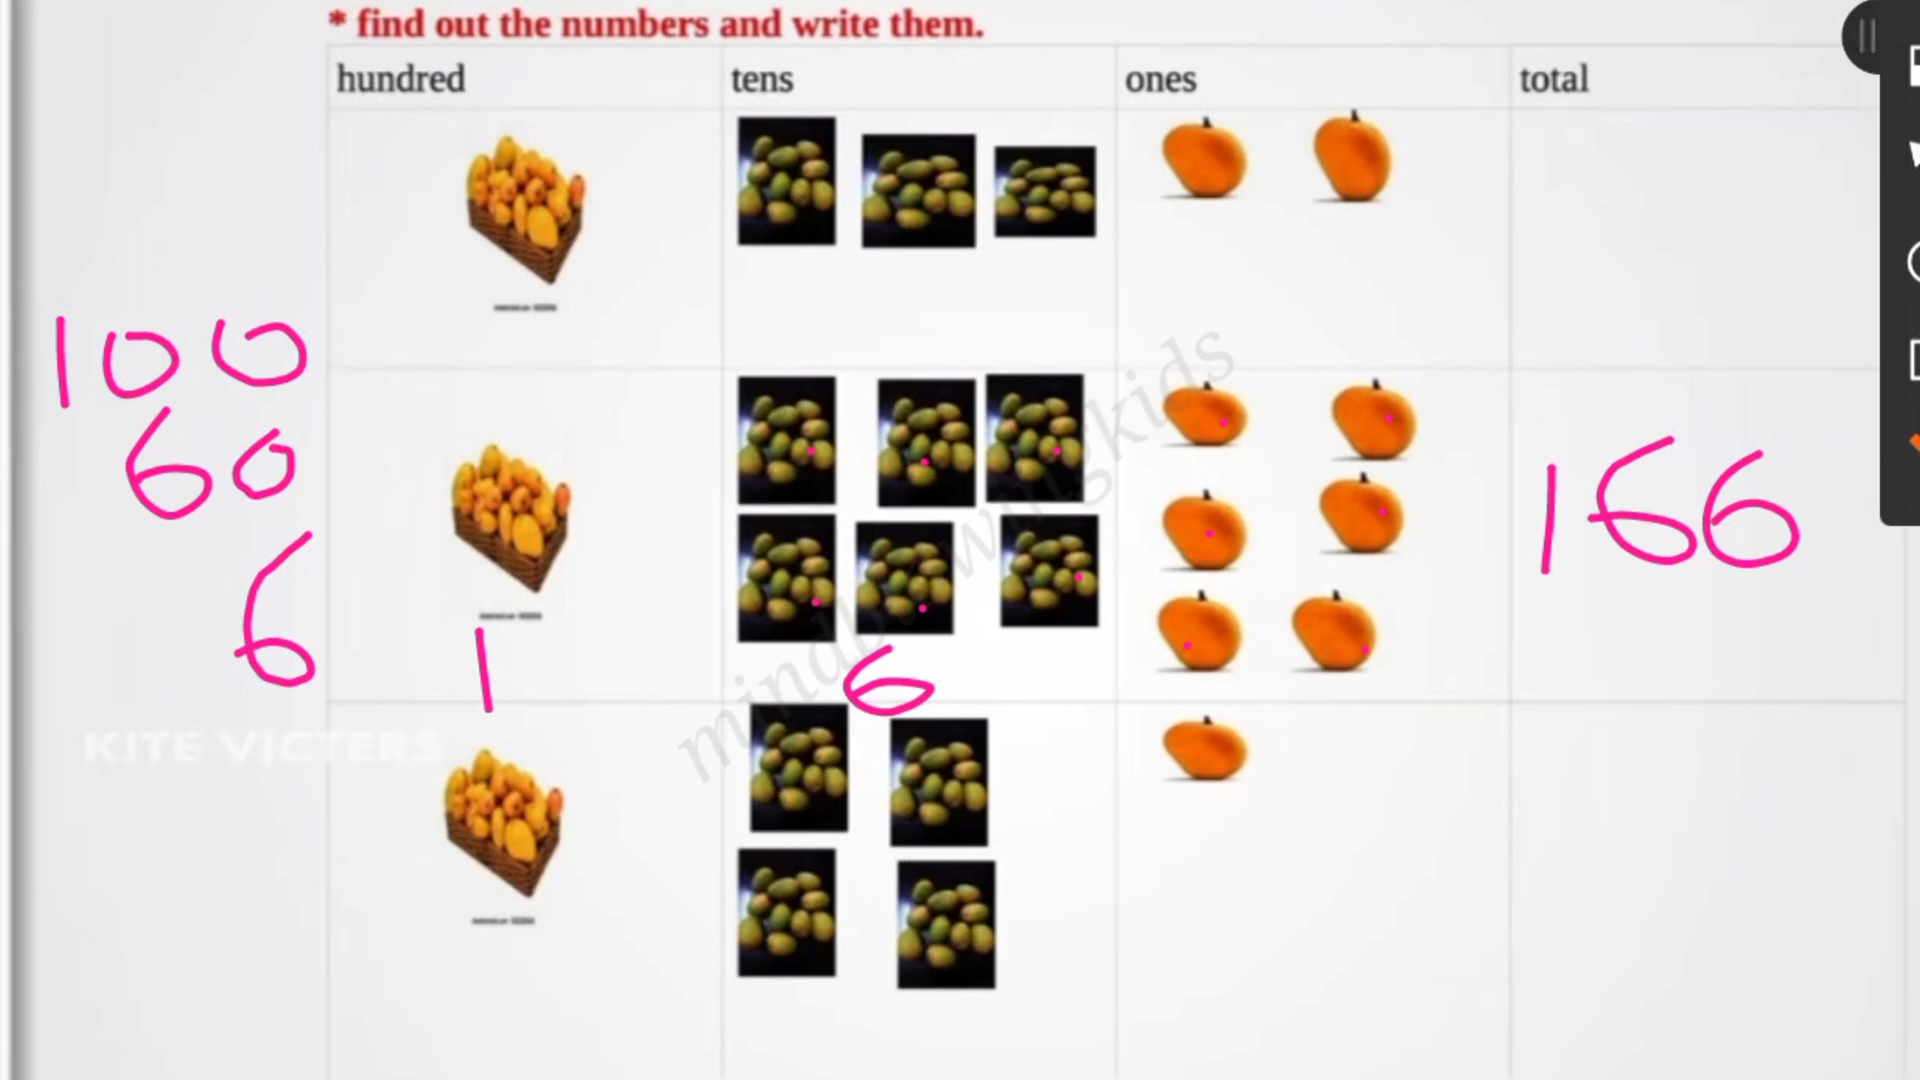 * find out the numbers and write them.
hundred tens ones total
100
60
6
166
1 6
KITE VICTERS